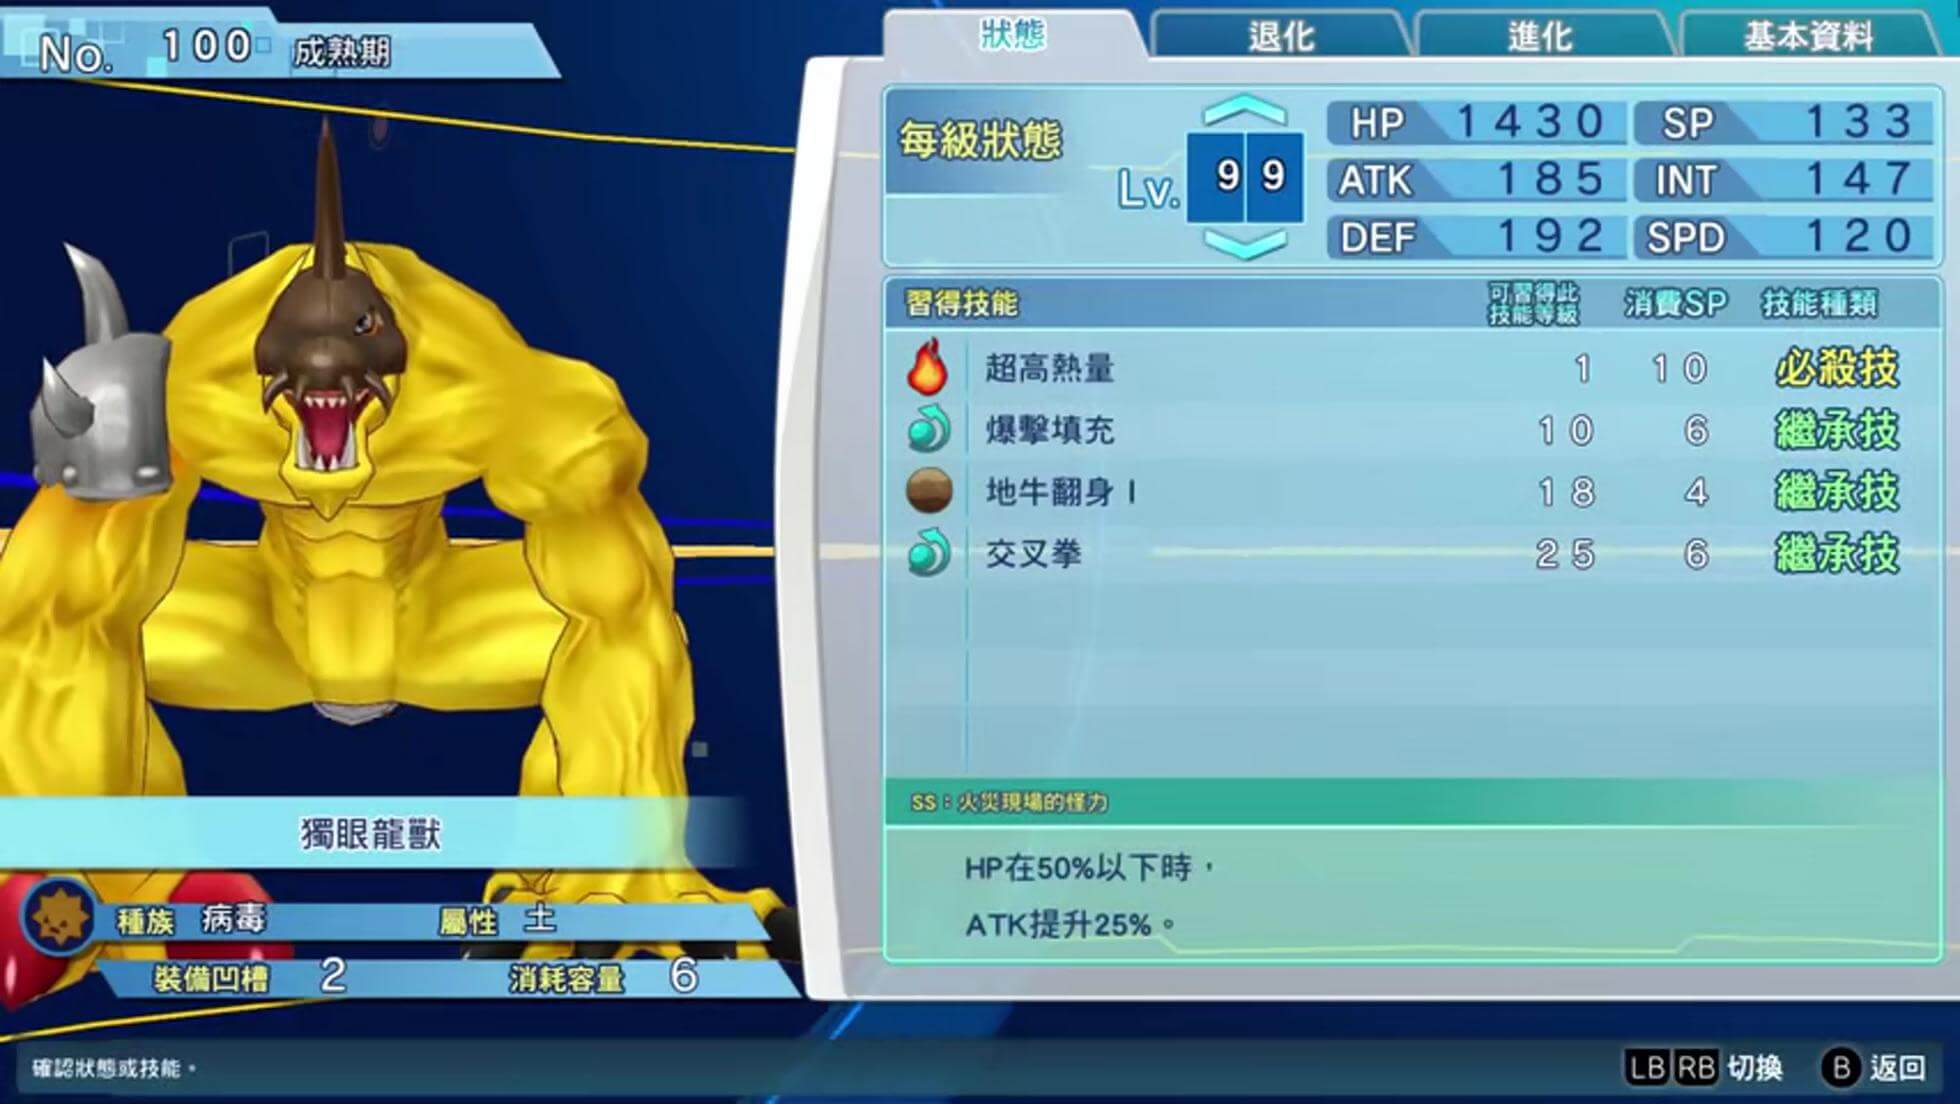 No. 100 成熟期
狀態 退化 進化 基本資料
每級狀態
Lv. 99
HP 1430 SP 133
ATK 185 INT 147
DEF 192 SPD 120
習得技能 可習得此技能等級 消費SP 技能種類
超高熱量 1 10 必殺技
爆擊填充 10 6 繼承技
地牛翻身 I 18 4 繼承技
交叉拳 25 6 繼承技
SS:火災現場的怪力
HP在50%以下時，
ATK提升25%。
獨眼龍獸
種族 病毒 屬性 土
裝備凹槽 2 消耗容量 6
確認狀態或技能。
LB RB 切換 B 返回